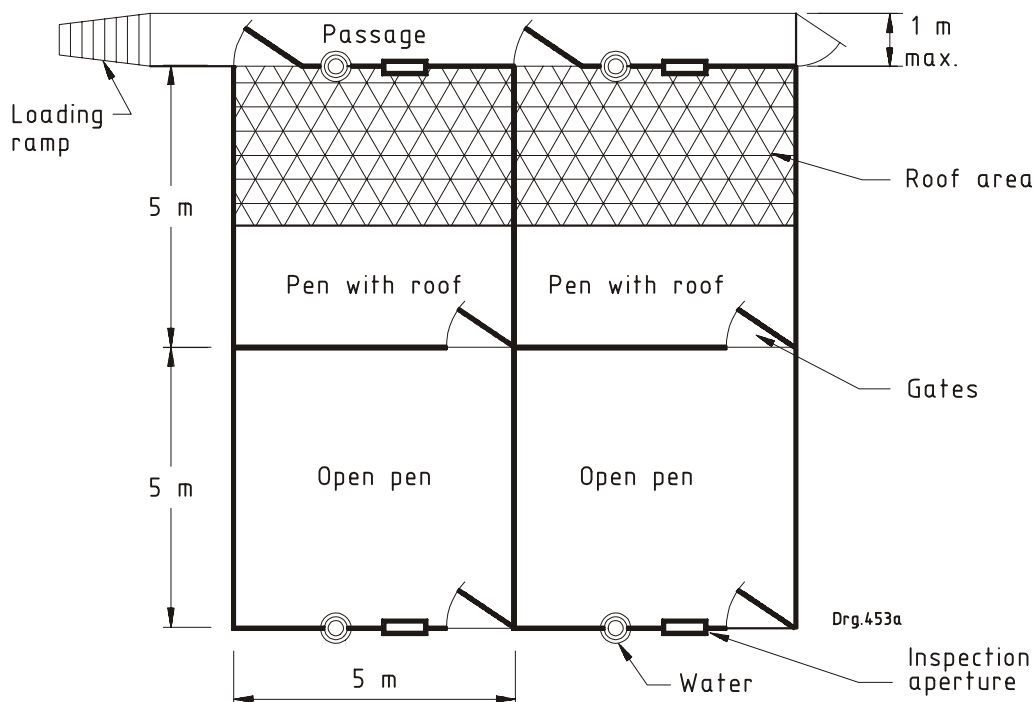 Passage
1 m
max.
Loading
ramp
Roof area
5 m
Pen with roof
Pen with roof
Gates
Open pen
Open pen
5 m
Drg.453a
Inspection
aperture
5 m
Water